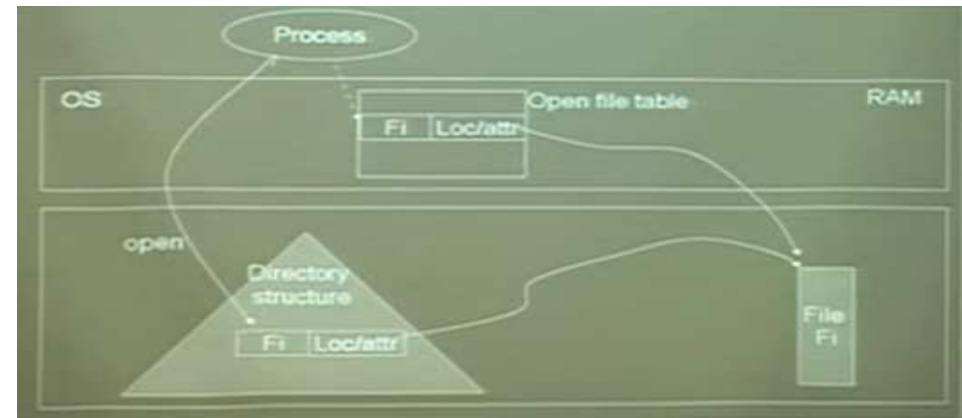 Process
OS
Open file table
RAM
Fi Loc/attr
open
Directory
structure
Fi Loc/attr
File
Fi